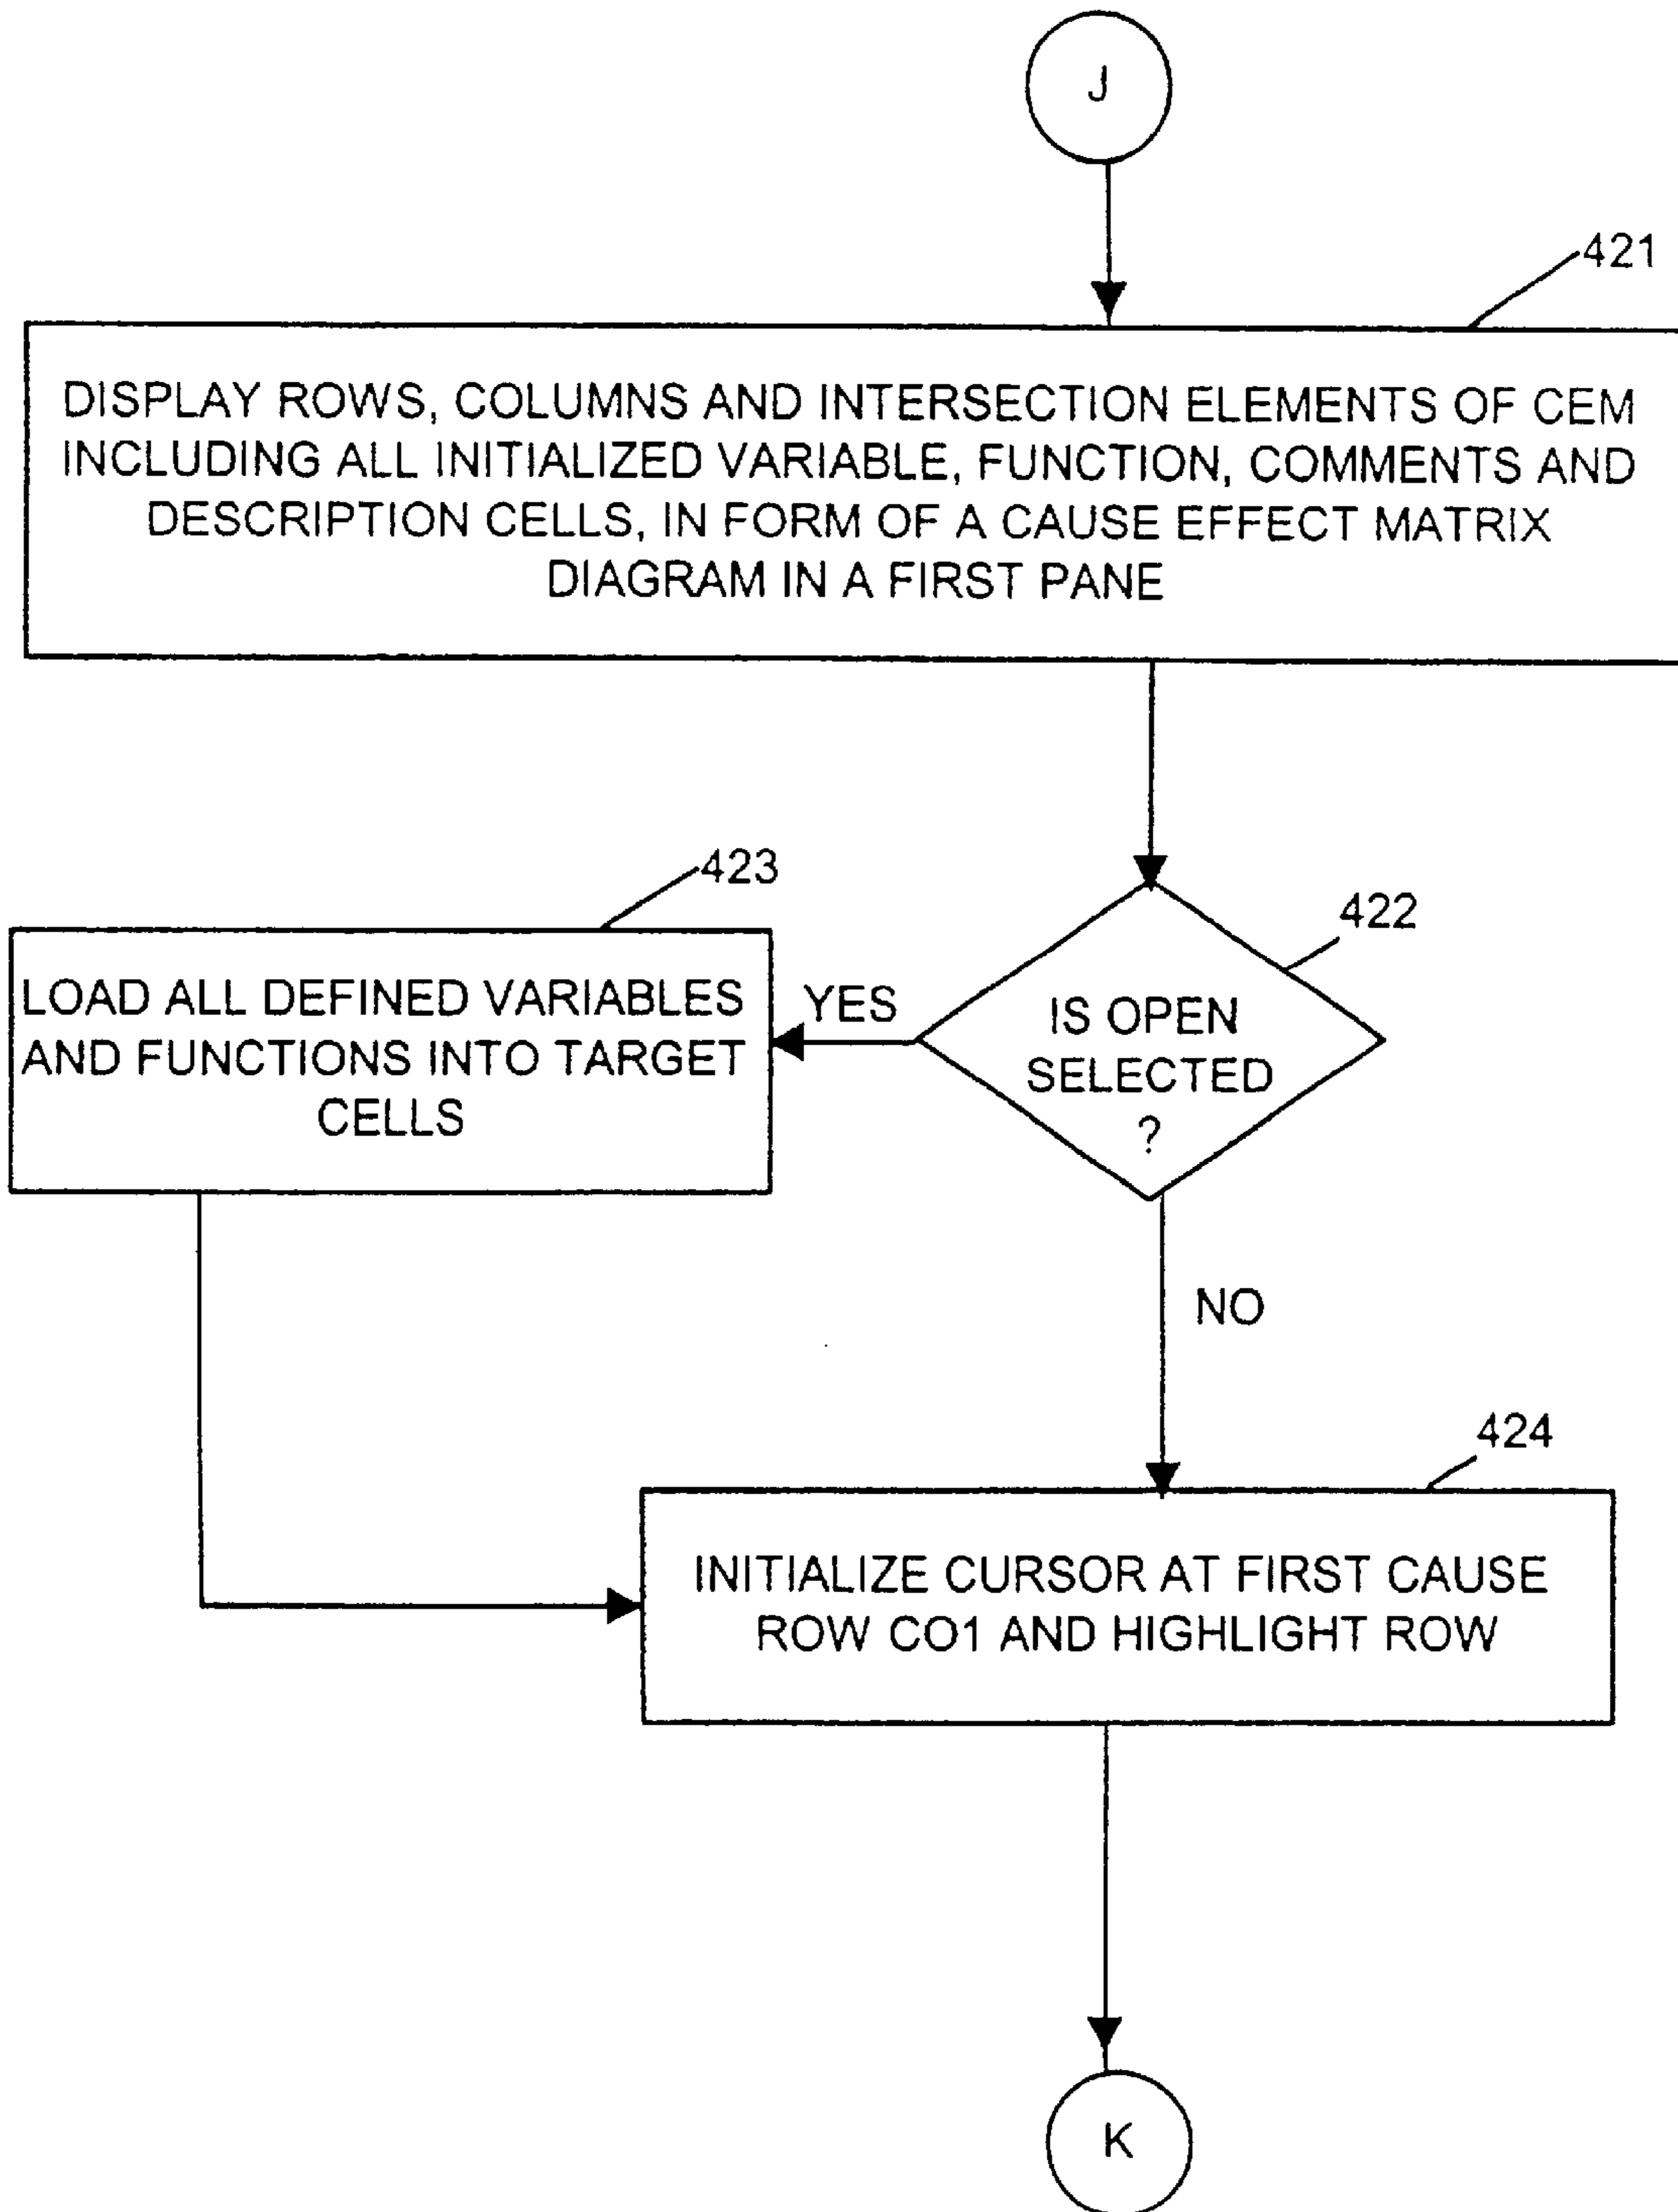 J
421
DISPLAY ROWS, COLUMNS AND INTERSECTION ELEMENTS OF CEM
INCLUDING ALL INITIALIZED VARIABLE, FUNCTION, COMMENTS AND
DESCRIPTION CELLS, IN FORM OF A CAUSE EFFECT MATRIX
DIAGRAM IN A FIRST PANE
423
LOAD ALL DEFINED VARIABLES
AND FUNCTIONS INTO TARGET
CELLS
YES
422
IS OPEN
SELECTED
?
NO
424
INITIALIZE CURSOR AT FIRST CAUSE
ROW CO1 AND HIGHLIGHT ROW
K